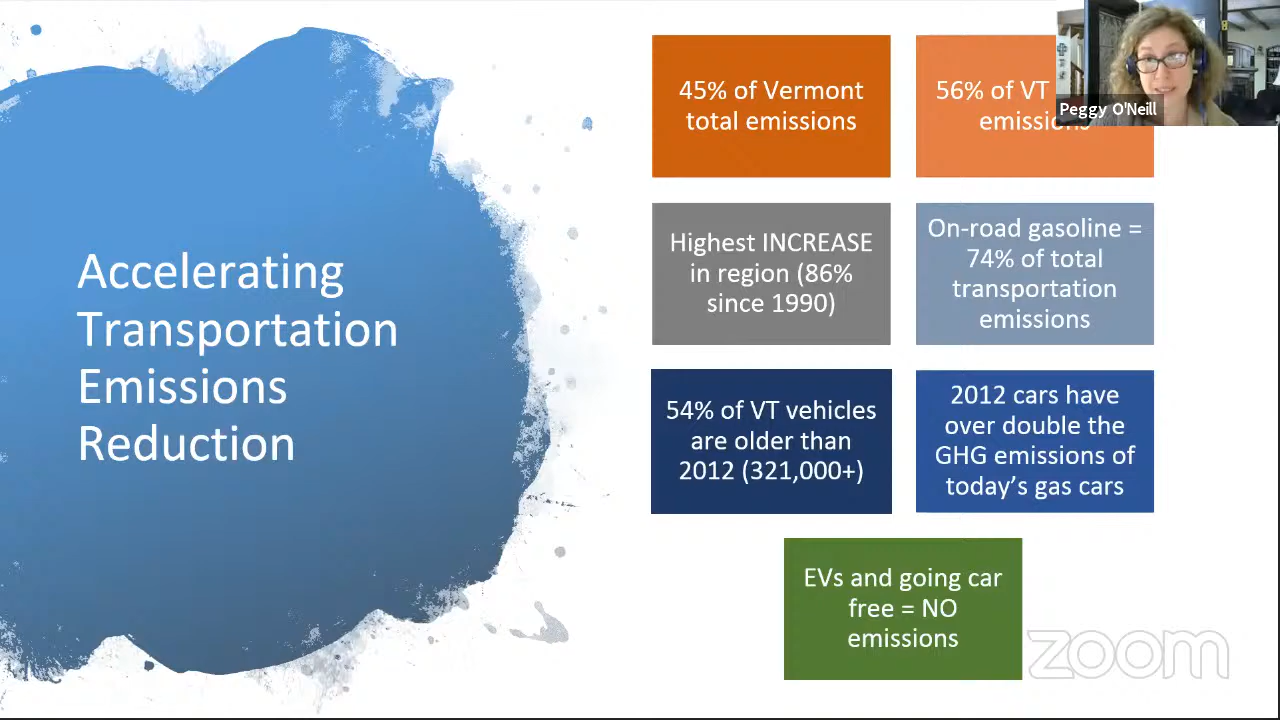 Accelerating
Transportation
Emissions
Reduction
45% of Vermont
total emissions
56% of VT
emissions
Peggy O'Neill
Highest INCREASE
in region (86%
since 1990)
On-road gasoline =
74% of total
transportation
emissions
54% of VT vehicles
are older than
2012 (321,000+)
2012 cars have
over double the
GHG emissions of
today's gas cars
EVs and going car
free = NO
emissions
zoom